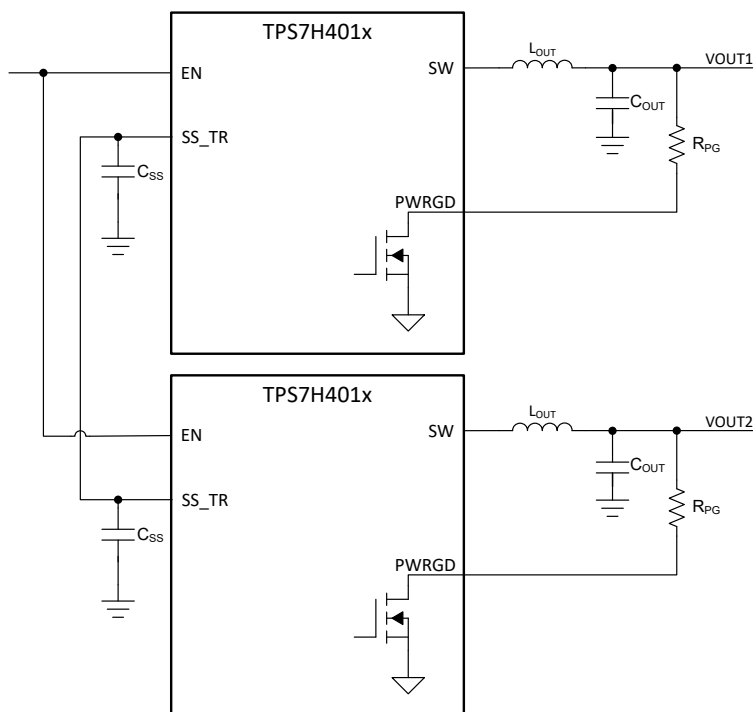 TPS7H401x
EN
SW
LOUT
VOUT1
COUT
SS_TR
CSS
RPG
PWRGD
TPS7H401x
EN
SW
LOUT
VOUT2
COUT
SS_TR
CSS
RPG
PWRGD